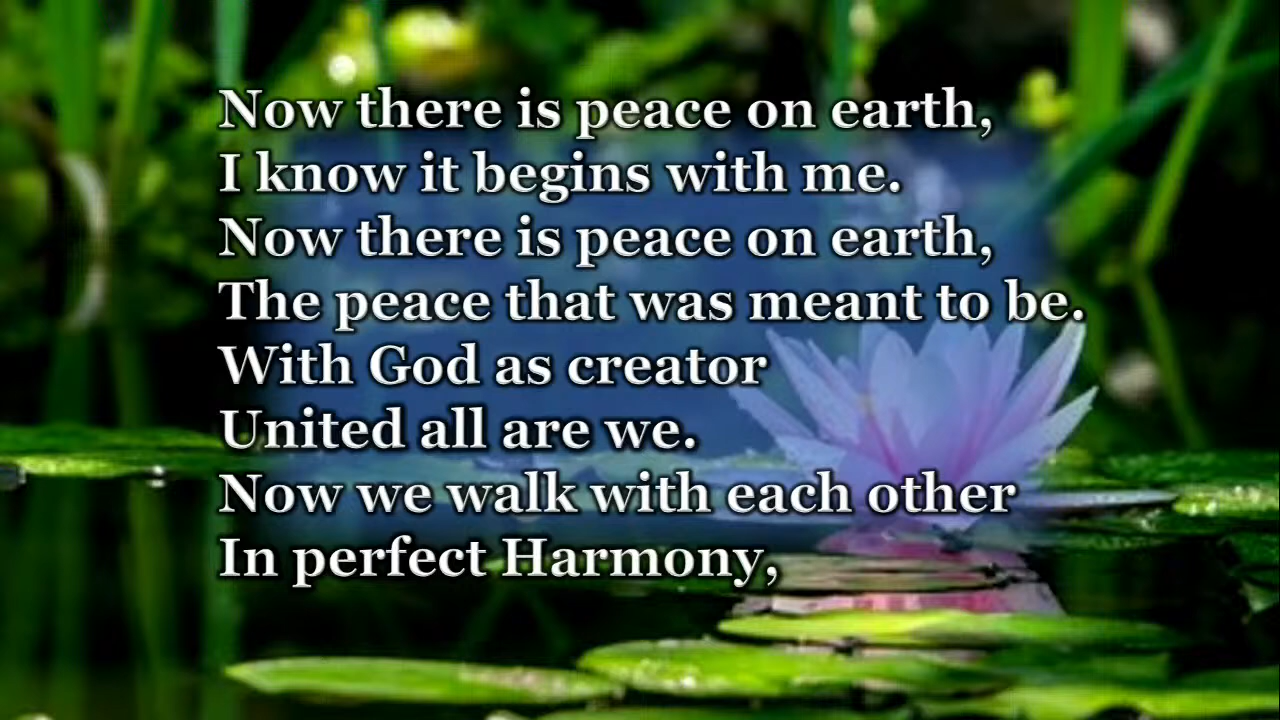 Now there is peace on earth,
I know it begins with me.
Now there is peace on earth,
The peace that was meant to be.
With God as creator
United all are we.
Now we walk with each other
In perfect Harmony,